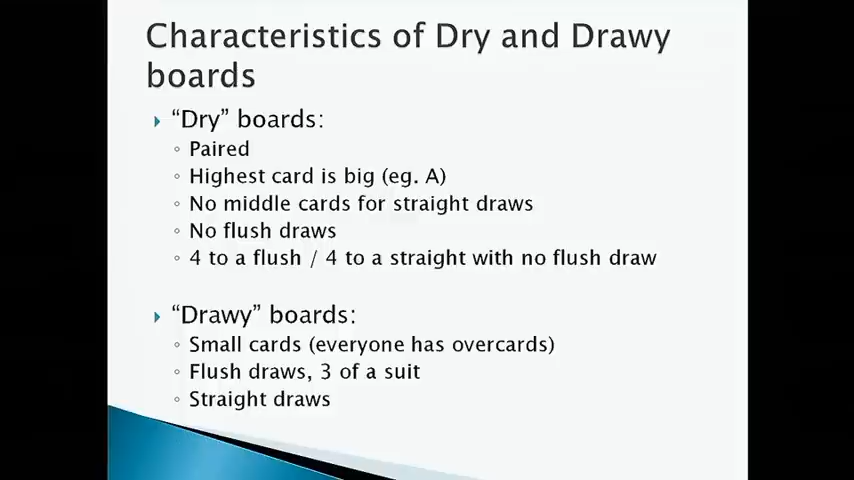 Characteristics of Dry and Drawy
boards
“Dry” boards:
Paired
Highest card is big (eg. A)
No middle cards for straight draws
No flush draws
4 to a flush / 4 to a straight with no flush draw
“Drawy” boards:
Small cards (everyone has overcards)
Flush draws, 3 of a suit
Straight draws